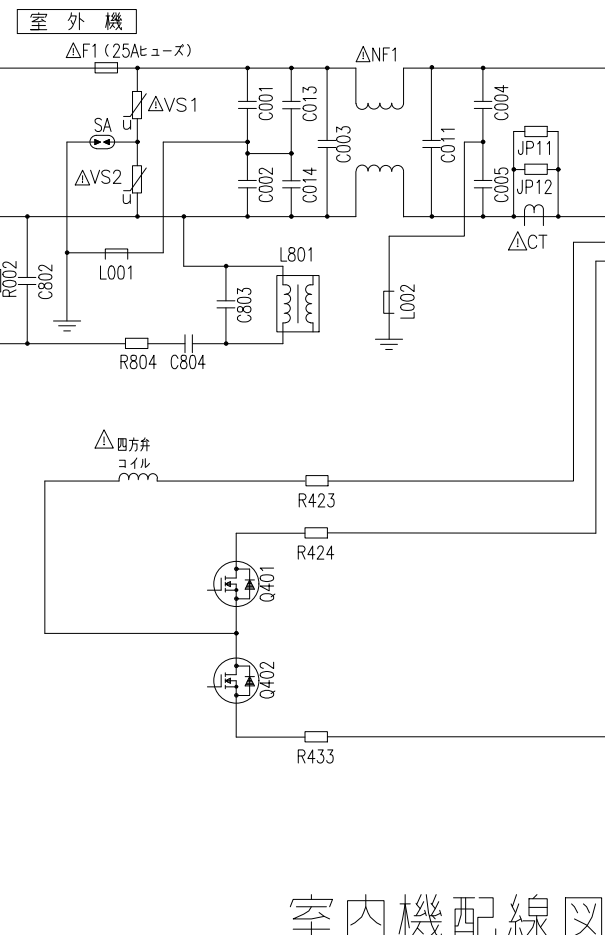 室外機
⚠F1(25Aヒューズ)
⚠NF1
⚠VS1
SA
⚠VS2
C001
C013
C003
C002
C014
C011
C004
C005
JP11
JP12
⚠CT
R002
C802
L001
C803
L801
L002
R804
C804
⚠四方弁
コイル
R423
R424
Q401
Q402
R433
u
u
室内機配線図